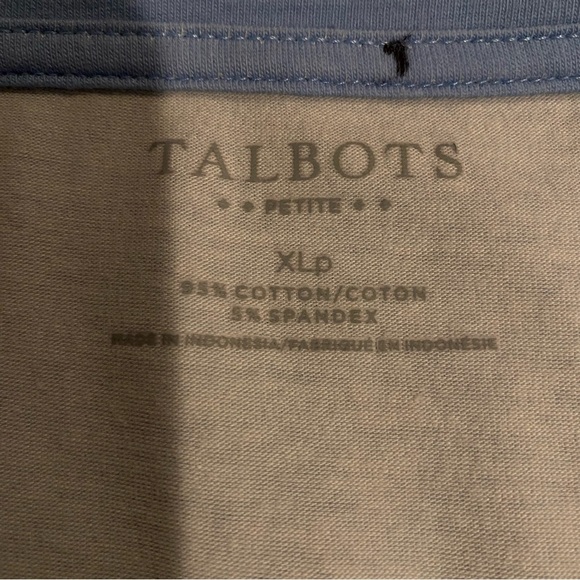 TALBOTS
PETITE
XLp
95% COTTON/COTON
5% SPANDEX
MADE IN INDONESIA/FABRIQUÉ EN INDONÉSIE